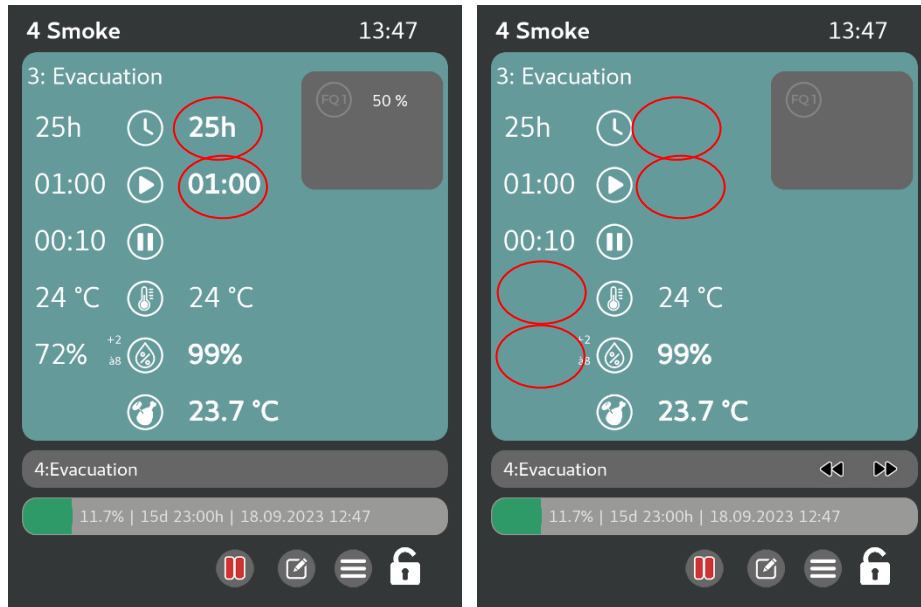 4 Smoke 13:47
3: Evacuation
FQ1 50 %
25h 25h
01:00 01:00
00:10
24 °C 24 °C
72% +2 à8 % 99%
23.7 °C
4:Evacuation
11.7% | 15d 23:00h | 18.09.2023 12:47
4 Smoke 13:47
3: Evacuation
FQ1
25h
01:00
00:10
24 °C
+2 à8 % 99%
23.7 °C
4:Evacuation
11.7% | 15d 23:00h | 18.09.2023 12:47